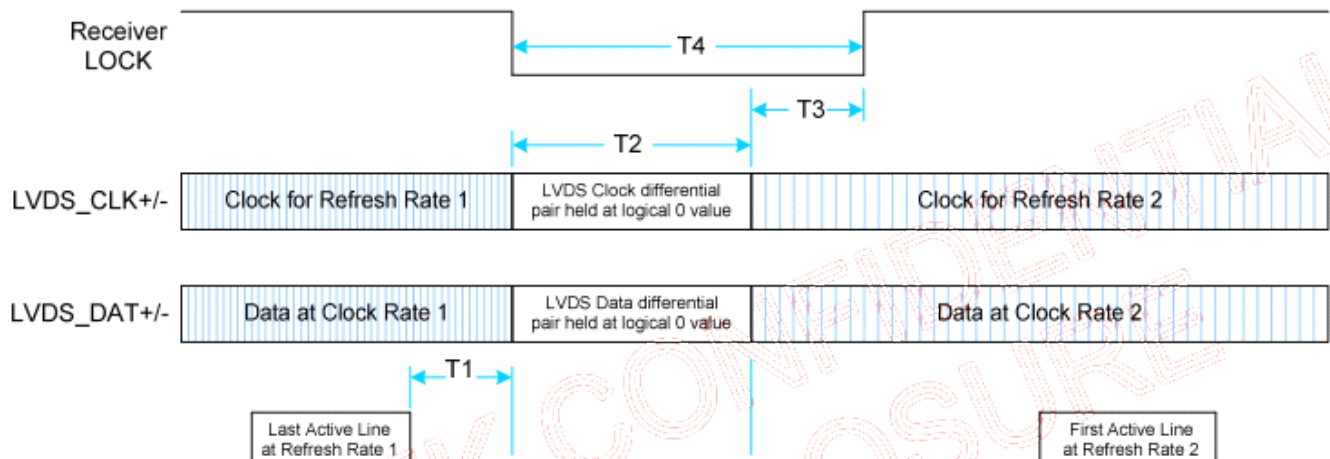 Receiver
LOCK
T4
T3
T2
LVDS_CLK+/-
Clock for Refresh Rate 1
LVDS Clock differential
pair held at logical 0 value
Clock for Refresh Rate 2
LVDS_DAT+/-
Data at Clock Rate 1
LVDS Data differential
pair held at logical 0 value
Data at Clock Rate 2
T1
Last Active Line
at Refresh Rate 1
First Active Line
at Refresh Rate 2
CONFIDENTIAL